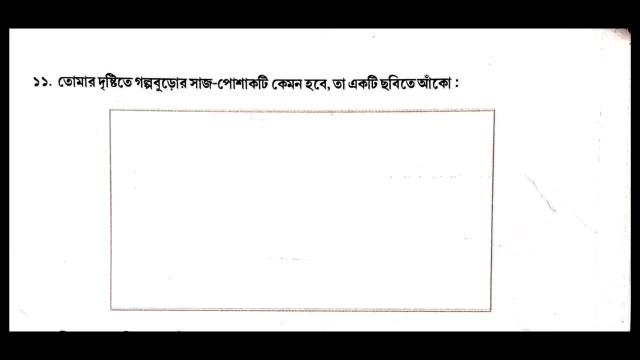 ১১. তোমার দৃষ্টিতে গল্পবুড়োর সাজ-পোশাকটি কেমন হবে, তা একটি ছবিতে আঁকো :